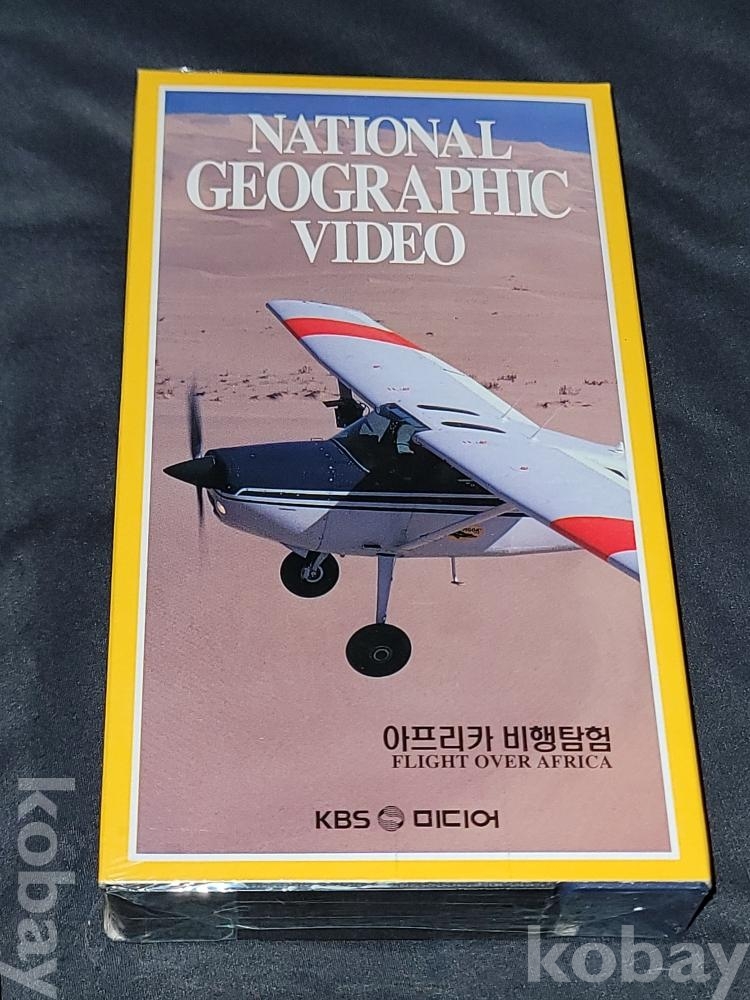 NATIONAL
GEOGRAPHIC
VIDEO
아프리카 비행탐험
FLIGHT OVER AFRICA
KBS 미디어
kobay
kobay